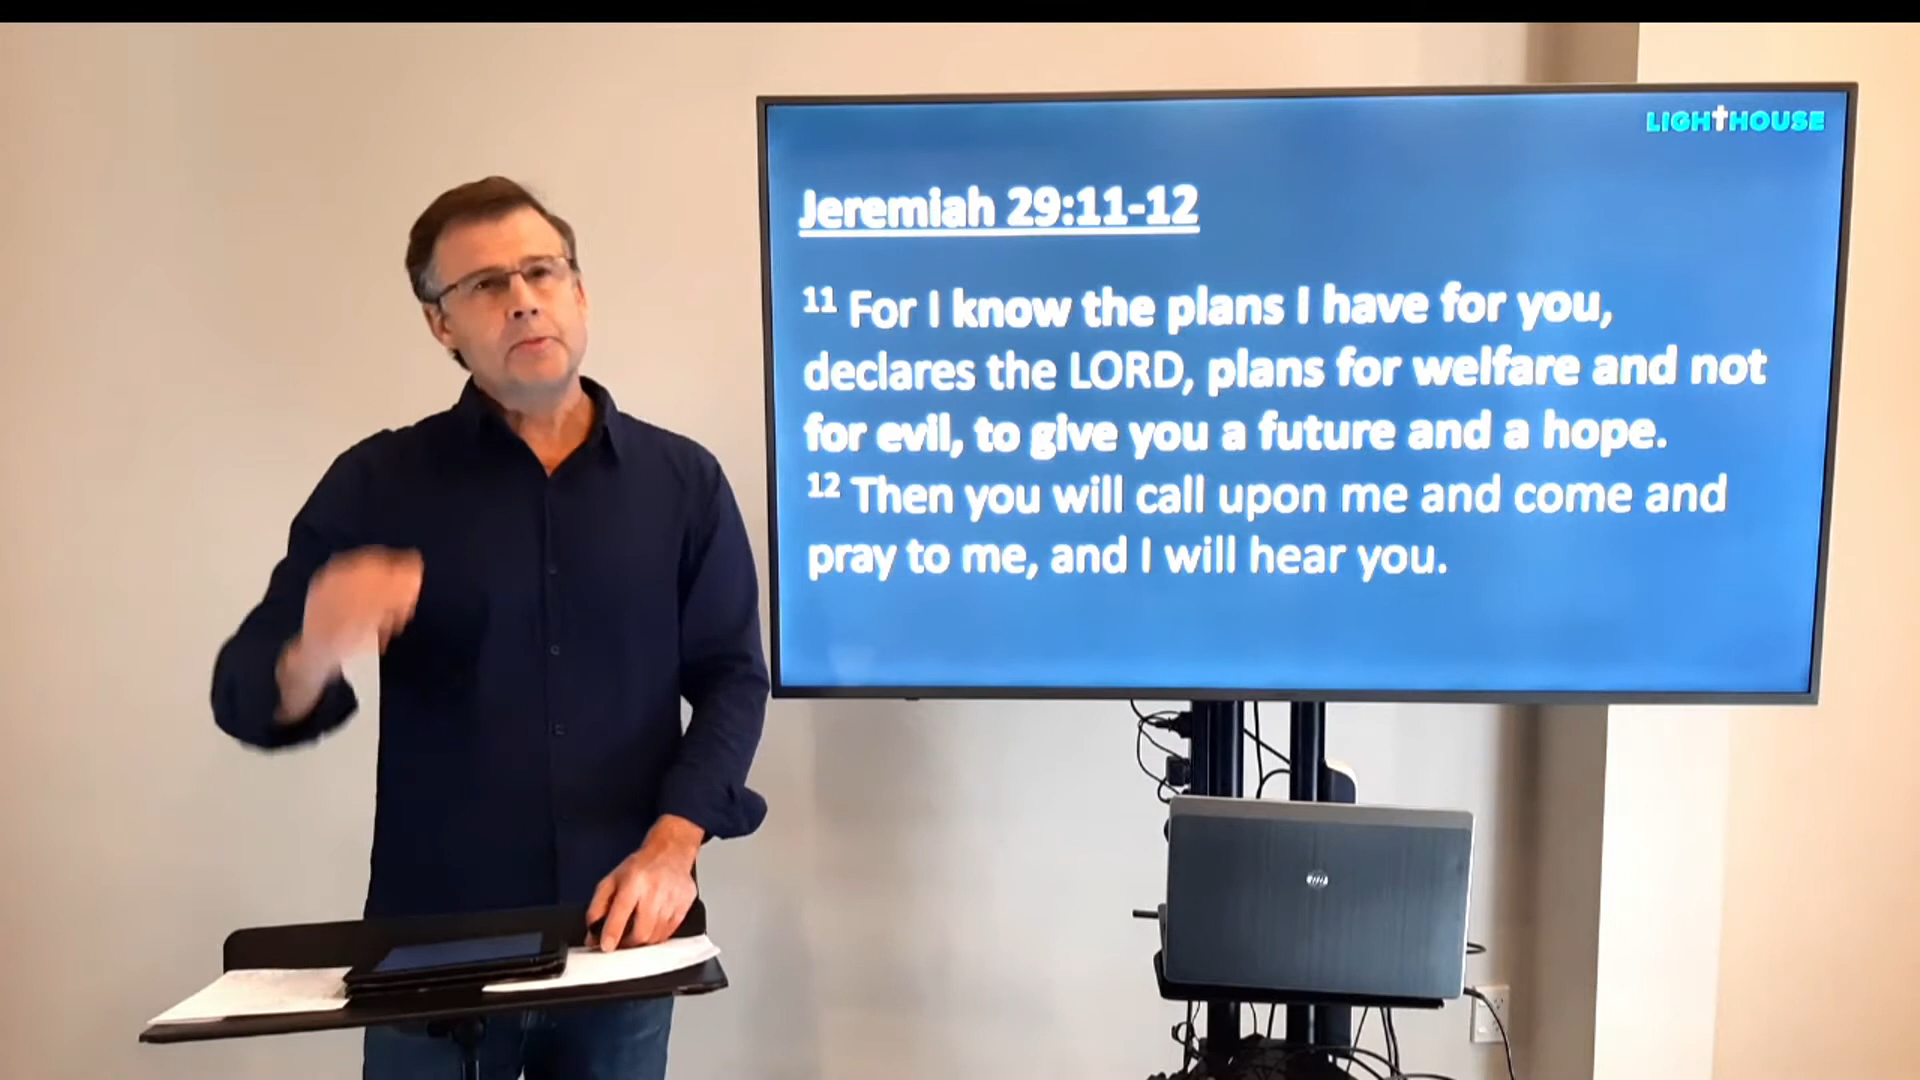 LIGHTHOUSE
Jeremiah 29:11-12
11 For I know the plans I have for you,
declares the LORD, plans for welfare and not
for evil, to give you a future and a hope.
12 Then you will call upon me and come and
pray to me, and I will hear you.
hp